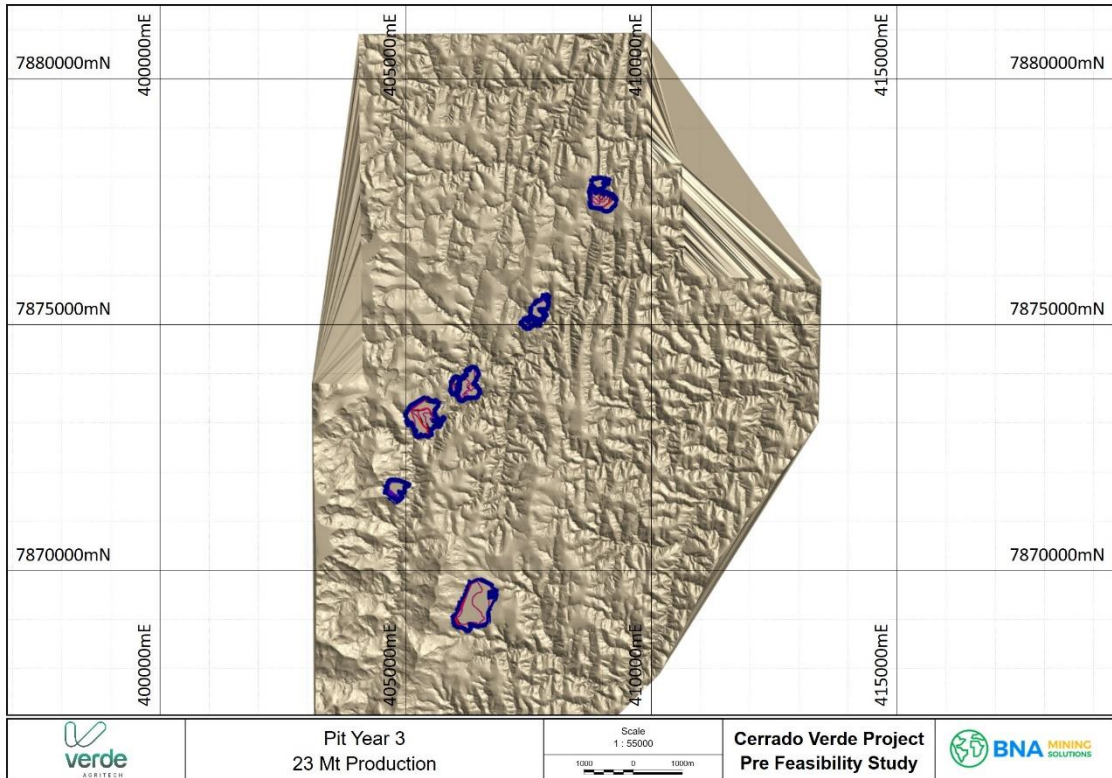 400000mE
405000mE
410000mE
415000mE
7880000mN
7880000mN
7875000mN
7875000mN
7870000mN
7870000mN
400000mE
405000mE
410000mE
415000mE
verde
AGRITECH
Pit Year 3
23 Mt Production
Scale
1 : 55000
1000 0 1000m
Cerrado Verde Project
Pre Feasibility Study
BNA MINING
SOLUTIONS